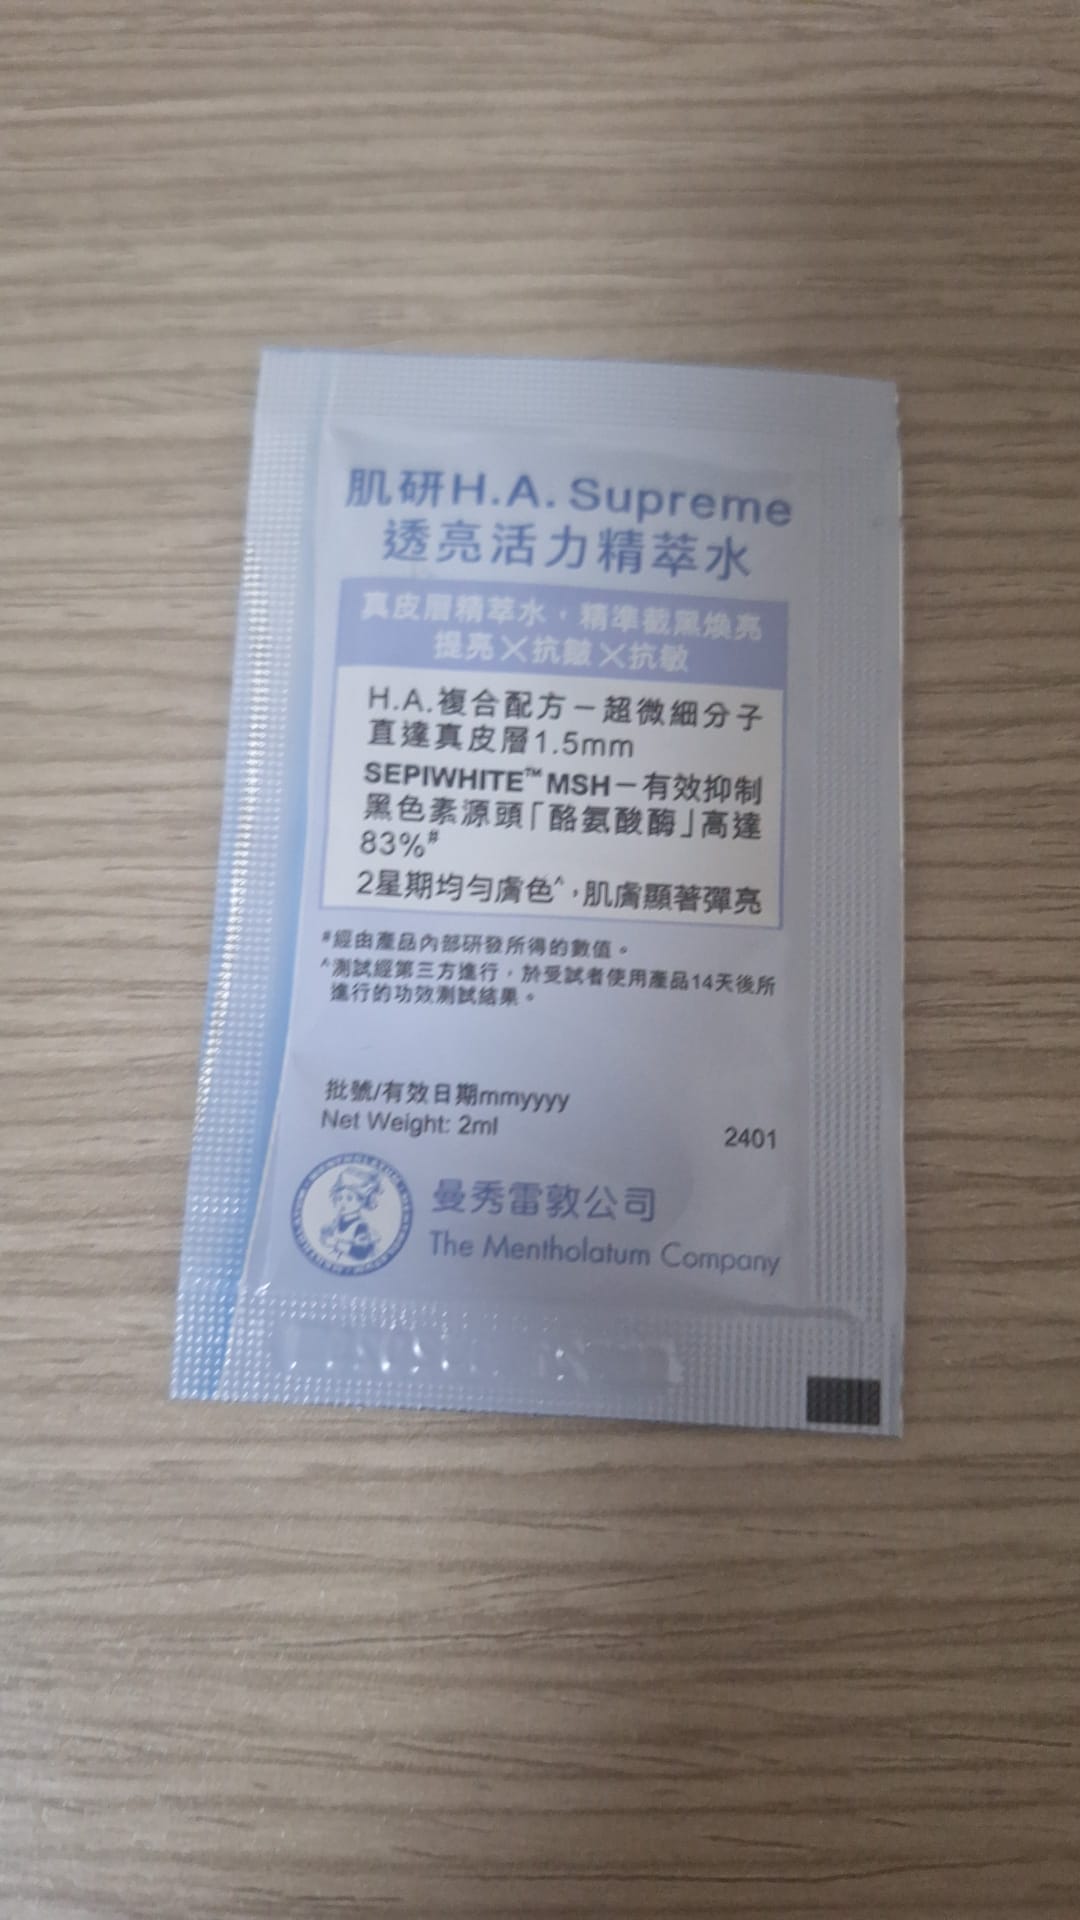 肌研H.A. Supreme
透亮活力精萃水
真皮層精萃水，精準截黑煥亮
提亮╳抗皺╳抗敏
H.A.複合配方－超微細分子
直達真皮層1.5mm
SEPIWHITE™ MSH－有效抑制
黑色素源頭「酪氨酸酶」高達
83%#
2星期均勻膚色^，肌膚顯著彈亮
#經由產品內部研發所得的數值。
^測試經第三方進行，於受試者使用產品14天後所
進行的功效測試結果。
批號/有效日期mmyyyy
Net Weight: 2ml
2401
曼秀雷敦公司
The Mentholatum Company